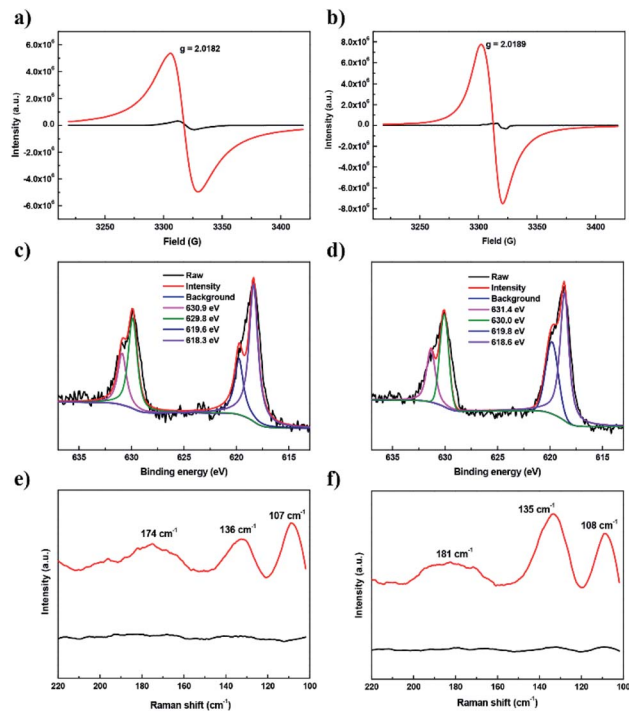 a)
g = 2.0182
6.0x10⁶
4.0x10⁶
2.0x10⁶
0.0
-2.0x10⁶
-4.0x10⁶
-6.0x10⁶
Intensity (a.u.)
3250 3300 3350 3400
Field (G)
b)
g = 2.0189
8.0x10⁶
6.0x10⁶
4.0x10⁶
2.0x10⁶
0.0
-2.0x10⁶
-4.0x10⁶
-6.0x10⁶
-8.0x10⁶
Intensity (a.u.)
3250 3300 3350 3400
Field (G)
c)
Raw
Intensity
Background
630.9 eV
629.8 eV
619.6 eV
618.3 eV
635 630 625 620 615
Binding energy (eV)
d)
Raw
Intensity
Background
631.4 eV
630.0 eV
619.8 eV
618.6 eV
635 630 625 620 615
Binding energy (eV)
e)
174 cm⁻¹
136 cm⁻¹
107 cm⁻¹
Intensity (a.u.)
220 200 180 160 140 120 100
Raman shift (cm⁻¹)
f)
181 cm⁻¹
135 cm⁻¹
108 cm⁻¹
Intensity (a.u.)
220 200 180 160 140 120 100
Raman shift (cm⁻¹)